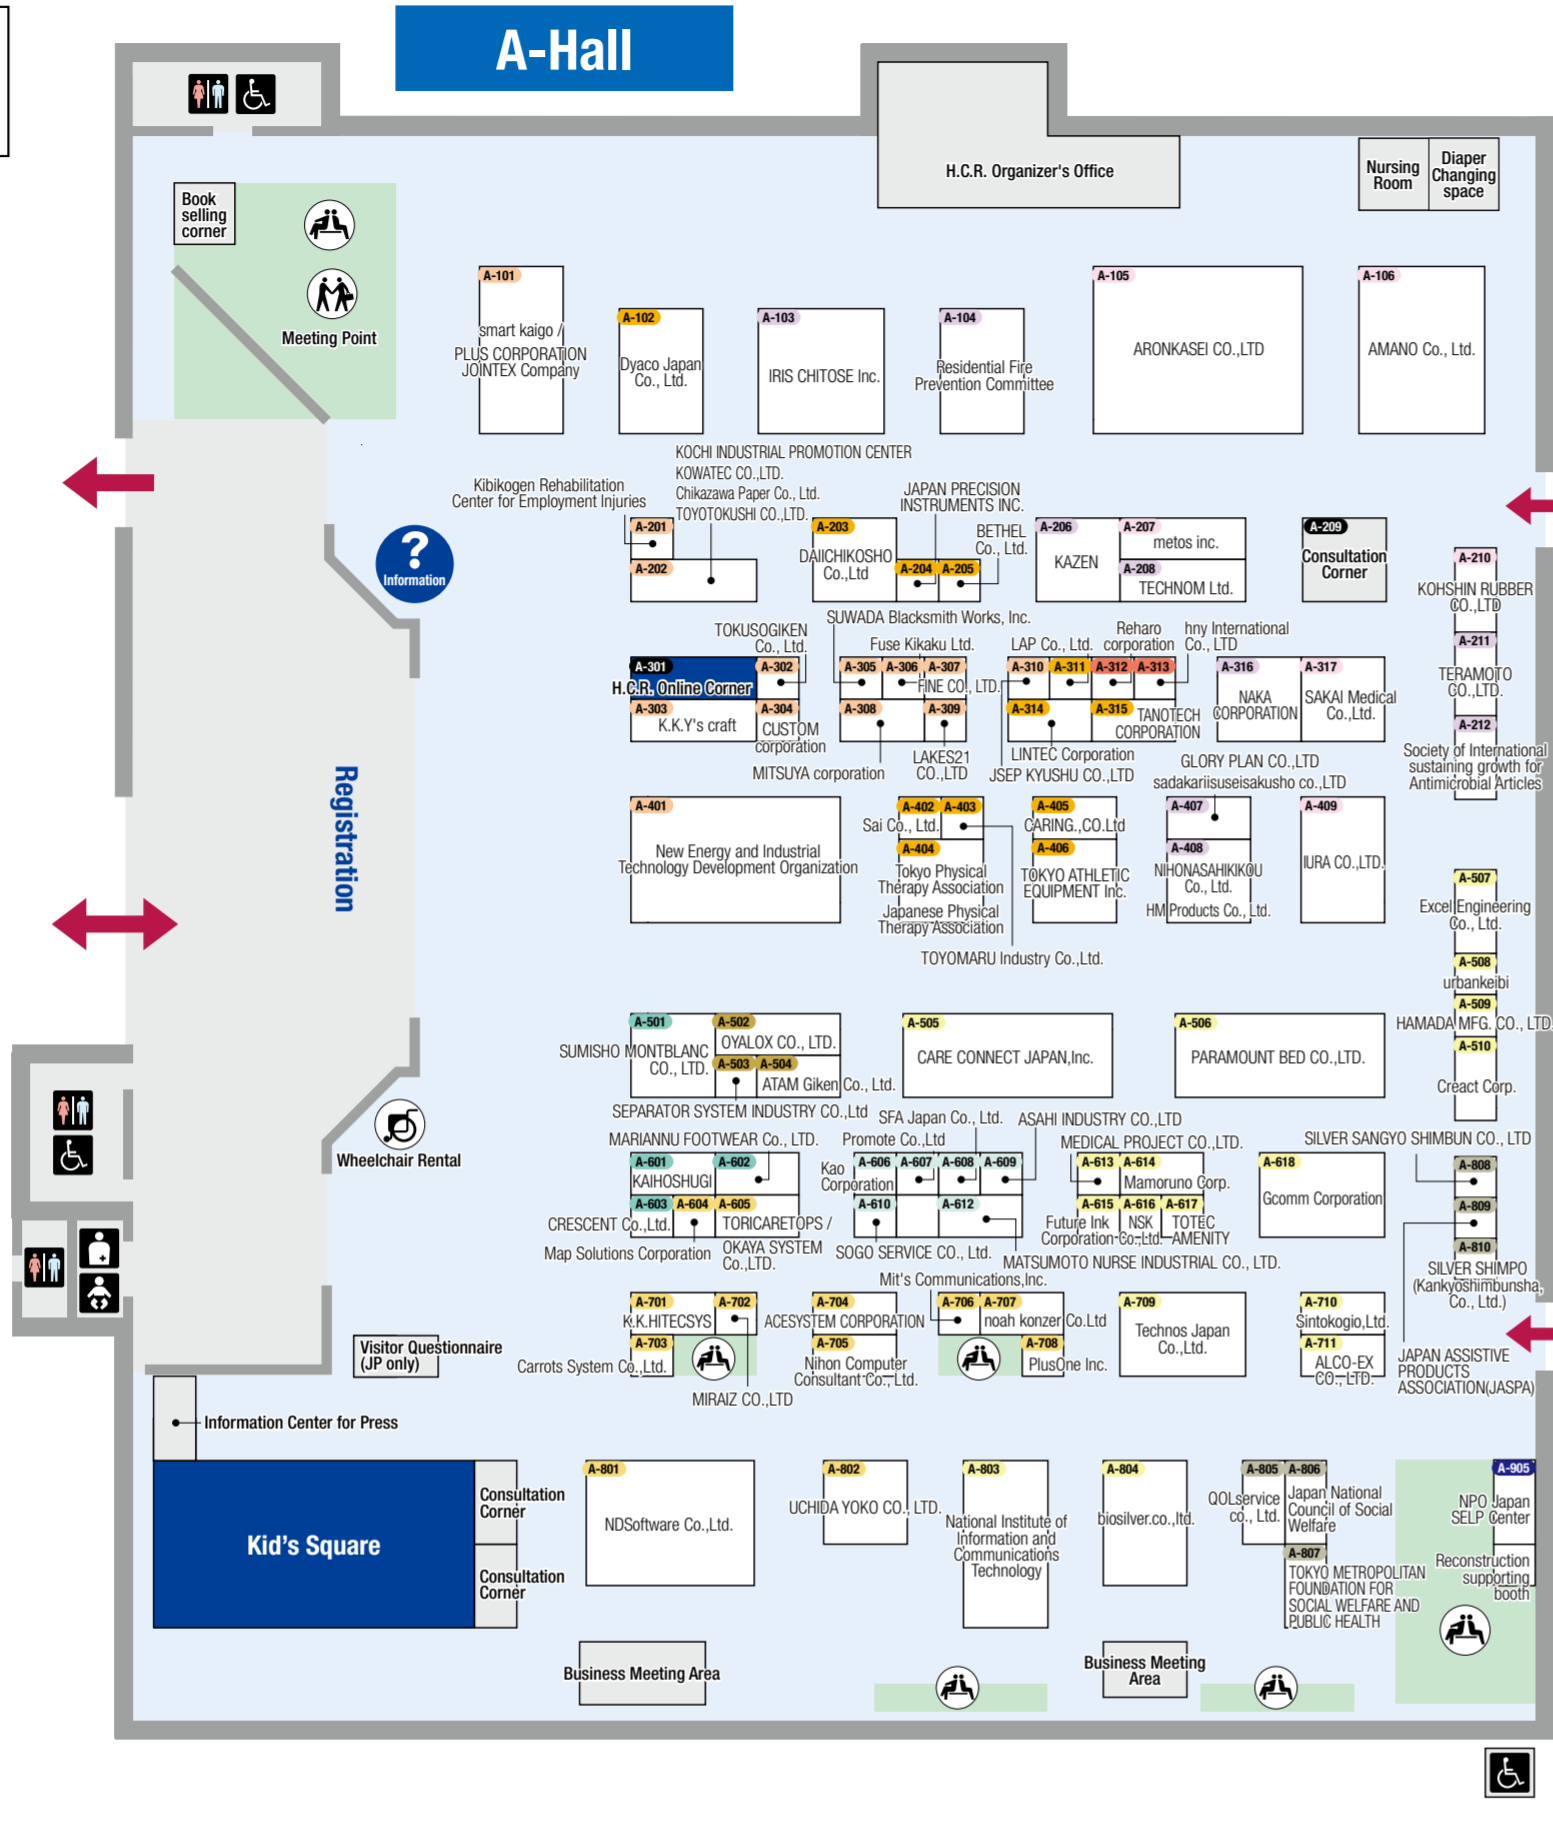 A-Hall
H.C.R. Organizer's Office
Nursing
Room
Diaper
Changing
space
Book
selling
corner
Meeting Point
A-101
smart kaigo /
PLUS CORPORATION
JOINTEX Company
A-102
Dyaco Japan
Co., Ltd.
A-103
IRIS CHITOSE Inc.
A-104
Residential Fire
Prevention Committee
A-105
ARONKASEI CO.,LTD
A-106
AMANO Co., Ltd.
KOCHI INDUSTRIAL PROMOTION CENTER
KOWATEC CO.,LTD.
Chikazawa Paper Co., Ltd.
TOYOTOKUSHI CO.,LTD.
Kibikogen Rehabilitation
Center for Employment Injuries
JAPAN PRECISION
INSTRUMENTS INC.
BETHEL
Co., Ltd.
A-201
A-202
A-203
DAIICHIKOSHO
Co.,Ltd
A-204
A-205
A-206
KAZEN
A-207
metos inc.
A-208
TECHNOM Ltd.
A-209
Consultation
Corner
A-210
KOHSHIN RUBBER
CO.,LTD
A-211
TERAMOTO
CO.,LTD.
A-212
Society of International
sustaining growth for
Antimicrobial Articles
?
Information
SUWADA Blacksmith Works, Inc.
TOKUSOGIKEN
Co., Ltd.
Fuse Kikaku Ltd.
LAP Co., Ltd.
Reharo
corporation
hny International
Co., LTD
A-301
H.C.R. Online Corner
A-302
A-303
K.K.Y's craft
A-304
CUSTOM
corporation
A-305
A-306
A-307
FINE CO., LTD.
A-308
A-309
MITSUYA corporation
LAKES21
CO.,LTD
A-310
A-311
A-312
A-313
A-314
A-315
TANOTECH
CORPORATION
LINTEC Corporation
JSEP KYUSHU CO.,LTD
A-316
NAKA
CORPORATION
A-317
SAKAI Medical
Co.,Ltd.
GLORY PLAN CO.,LTD
sadakariisuseisakusho co.,LTD
Registration
A-401
New Energy and Industrial
Technology Development Organization
A-402
Sai Co., Ltd.
A-403
A-404
Tokyo Physical
Therapy Association
Japanese Physical
Therapy Association
TOYOMARU Industry Co.,Ltd.
A-405
CARING.,CO.Ltd
A-406
TOKYO ATHLETIC
EQUIPMENT Inc.
A-407
A-408
NIHONASAHIKIKOU
Co., Ltd.
HM Products Co., Ltd.
A-409
IURA CO.,LTD.
A-501
SUMISHO MONTBLANC
CO., LTD.
A-502
OYALOX CO., LTD.
A-503
A-504
ATAM Giken Co., Ltd.
SEPARATOR SYSTEM INDUSTRY CO.,Ltd
A-505
CARE CONNECT JAPAN,Inc.
A-506
PARAMOUNT BED CO.,LTD.
A-507
Excel Engineering
Co., Ltd.
A-508
urbankeibi
A-509
HAMADA MFG. CO., LTD.
A-510
Creact Corp.
Wheelchair Rental
MARIANNU FOOTWEAR Co., LTD.
A-601
KAIHOSHUGI
A-602
A-603
CRESCENT Co.,Ltd.
A-604
Map Solutions Corporation
A-605
TORICARETOPS /
OKAYA SYSTEM
Co.,LTD.
Promote Co.,Ltd
SFA Japan Co., Ltd.
ASAHI INDUSTRY CO.,LTD
Kao
Corporation
A-606
A-607
A-608
A-609
A-610
A-612
SOGO SERVICE CO., Ltd.
MATSUMOTO NURSE INDUSTRIAL CO., LTD.
MEDICAL PROJECT CO.,LTD.
A-613
A-614
Mamoruno Corp.
A-615
Future Ink
Corporation
A-616
NSK
Co.,Ltd.
A-617
TOTEC
AMENITY
A-618
Gcomm Corporation
SILVER SANGYO SHIMBUN CO., LTD
A-808
A-809
A-810
SILVER SHIMPO
(Kankyoshimbunsha,
Co., Ltd.)
JAPAN ASSISTIVE
PRODUCTS
ASSOCIATION(JASPA)
Mit's Communications,Inc.
A-701
K.K.HITECSYS
A-702
A-703
Carrots System Co.,Ltd.
MIRAIZ CO.,LTD
A-704
ACESYSTEM CORPORATION
A-705
Nihon Computer
Consultant Co., Ltd.
A-706
A-707
noah konzer Co.Ltd
A-708
PlusOne Inc.
A-709
Technos Japan
Co.,Ltd.
A-710
Sintokogio,Ltd.
A-711
ALCO-EX
CO., LTD.
Visitor Questionnaire
(JP only)
Information Center for Press
Kid's Square
Consultation
Corner
Consultation
Corner
A-801
NDSoftware Co.,Ltd.
A-802
UCHIDA YOKO CO., LTD.
A-803
National Institute of
Information and
Communications
Technology
A-804
biosilver.co.,ltd.
A-805
QOLservice
co., Ltd.
A-806
Japan National
Council of Social
Welfare
A-807
TOKYO METROPOLITAN
FOUNDATION FOR
SOCIAL WELFARE AND
PUBLIC HEALTH
A-905
NPO Japan
SELP Center
Reconstruction
supporting
booth
Business Meeting Area
Business Meeting
Area